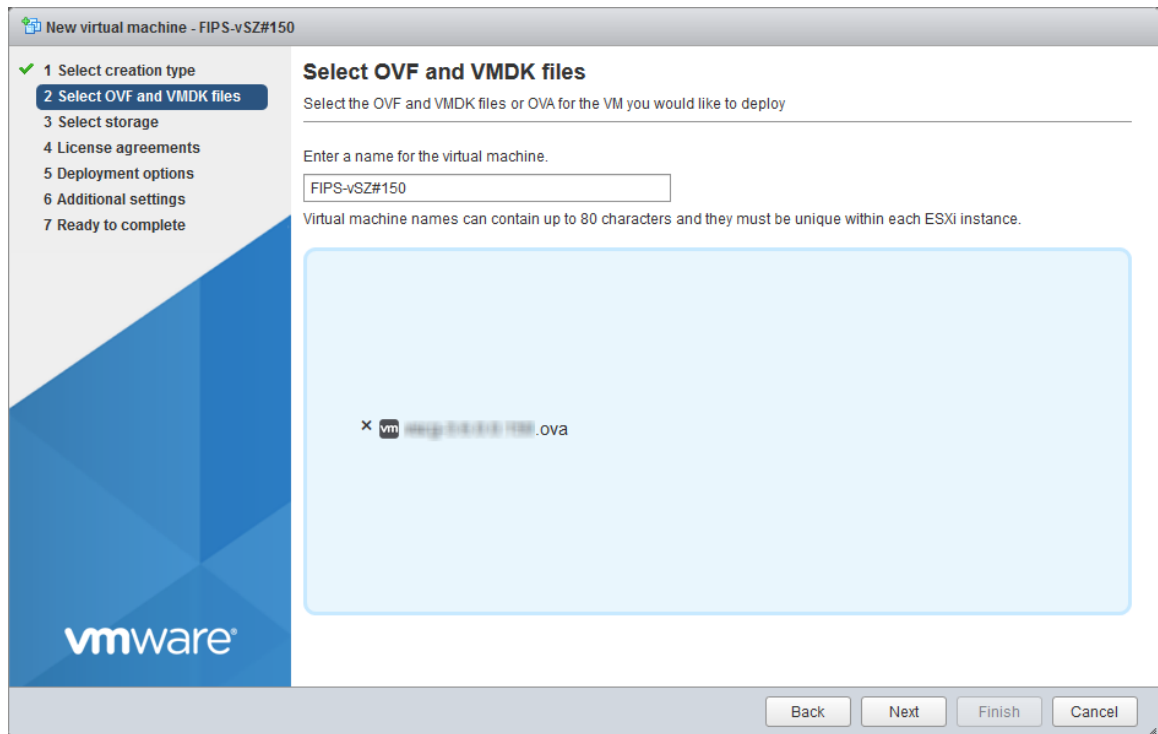 New virtual machine - FIPS-vSZ#150
1 Select creation type
2 Select OVF and VMDK files
3 Select storage
4 License agreements
5 Deployment options
6 Additional settings
7 Ready to complete
vmware®
Select OVF and VMDK files
Select the OVF and VMDK files or OVA for the VM you would like to deploy
Enter a name for the virtual machine.
FIPS-vSZ#150
Virtual machine names can contain up to 80 characters and they must be unique within each ESXi instance.
× vm .ova
Back Next Finish Cancel